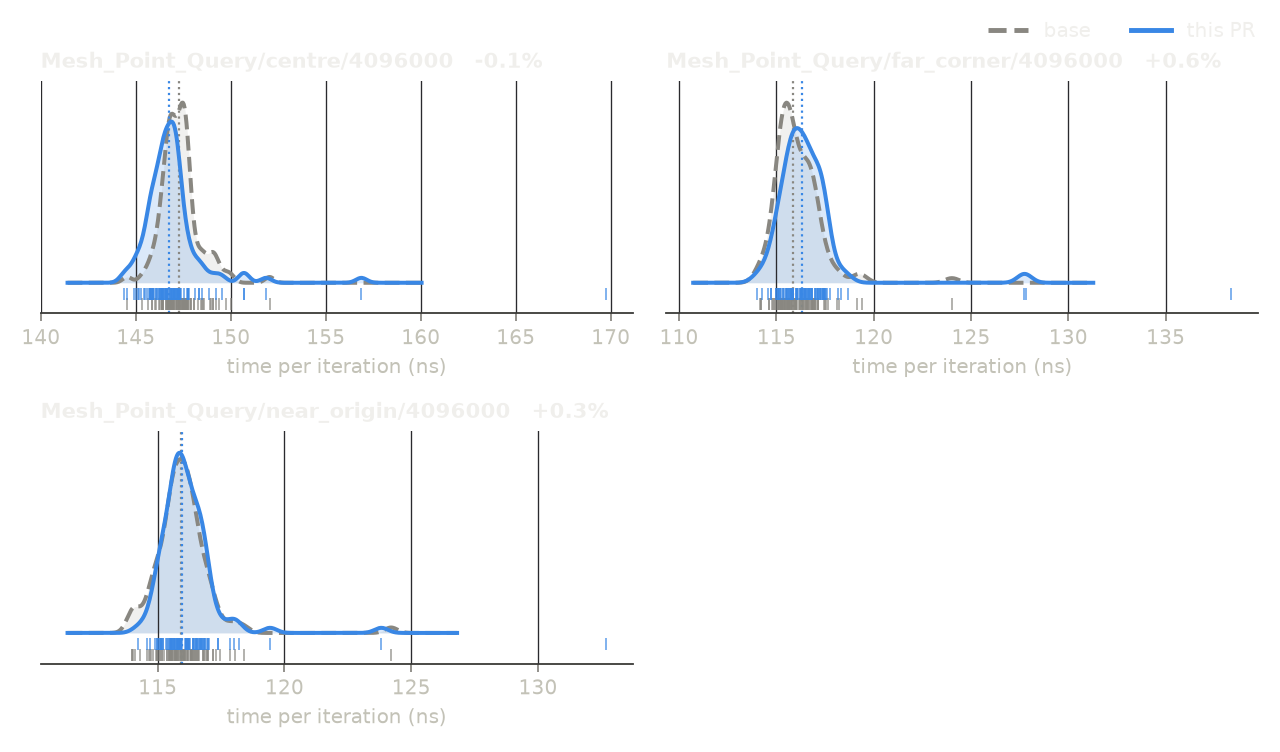 base this PR
Mesh_Point_Query/centre/4096000 -0.1%
140 145 150 155 160 165 170
time per iteration (ns)
Mesh_Point_Query/far_corner/4096000 +0.6%
110 115 120 125 130 135
time per iteration (ns)
Mesh_Point_Query/near_origin/4096000 +0.3%
115 120 125 130
time per iteration (ns)